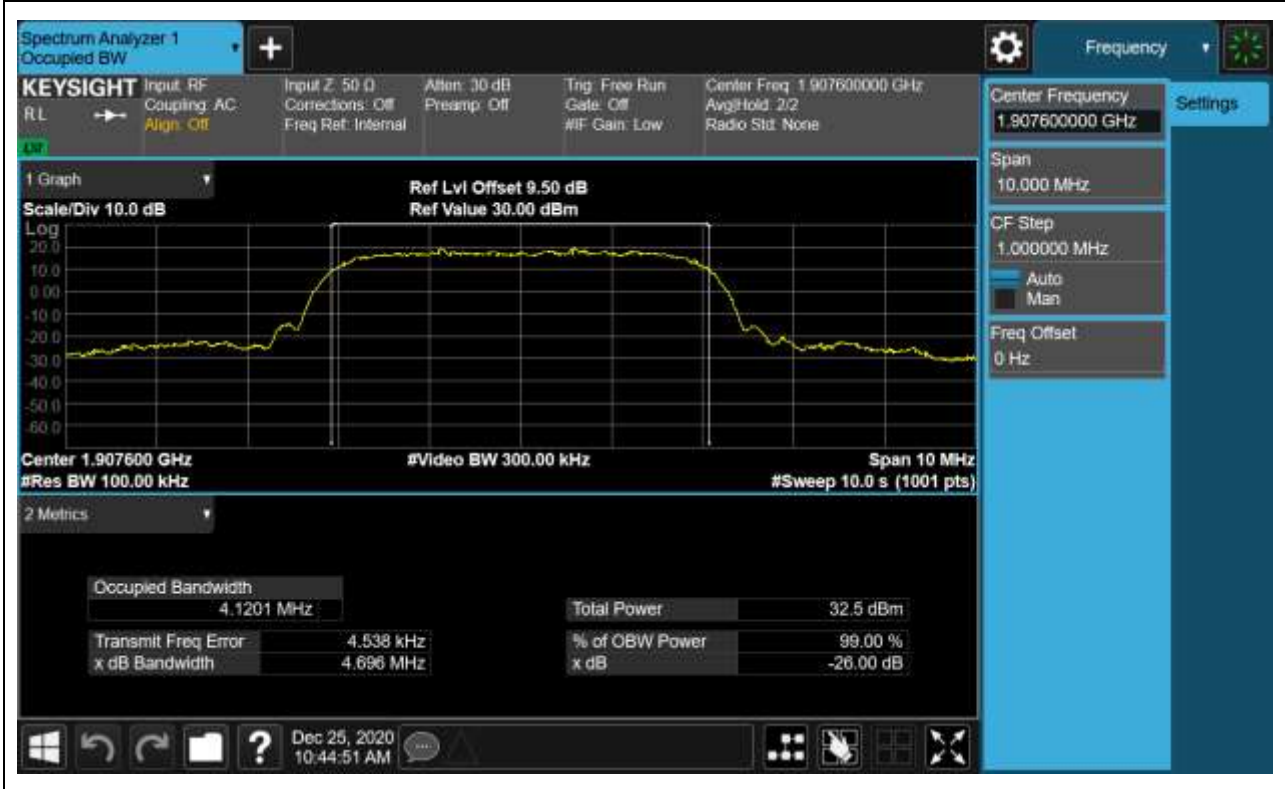 Spectrum Analyzer 1
Occupied BW
Frequency
KEYSIGHT
RL
Input: RF
Coupling: AC
Align: Off
Input Z: 50 Ω
Corrections: Off
Freq Ref: Internal
Atten: 30 dB
Preamp: Off
Trig: Free Run
Gate: Off
#IF Gain: Low
Center Freq: 1.907600000 GHz
Avg|Hold: 2/2
Radio Std: None
Center Frequency
1.907600000 GHz
Settings
Span
10.000 MHz
CF Step
1.000000 MHz
Auto
Man
Freq Offset
0 Hz
1 Graph
Scale/Div 10.0 dB
Ref Lvl Offset 9.50 dB
Ref Value 30.00 dBm
Log
20.0
10.0
0.00
-10.0
-20.0
-30.0
-40.0
-50.0
-60.0
Center 1.907600 GHz
#Video BW 300.00 kHz
Span 10 MHz
#Res BW 100.00 kHz
#Sweep 10.0 s (1001 pts)
2 Metrics
Occupied Bandwidth
4.1201 MHz
Total Power 32.5 dBm
Transmit Freq Error 4.538 kHz
% of OBW Power 99.00 %
x dB Bandwidth 4.696 MHz
x dB -26.00 dB
Dec 25, 2020
10:44:51 AM